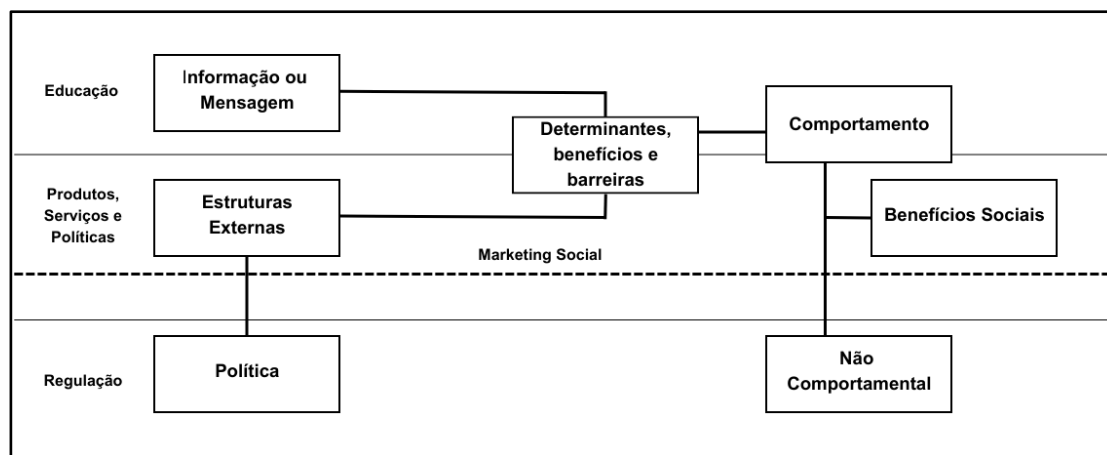 Educação
Informação ou
Mensagem
Determinantes,
benefícios e
barreiras
Comportamento
Produtos,
Serviços e
Políticas
Estruturas
Externas
Benefícios Sociais
Marketing Social
Regulação
Política
Não
Comportamental